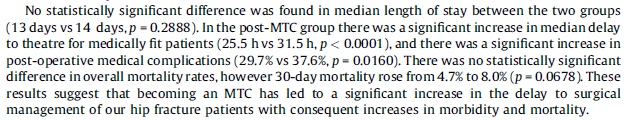 No statistically significant difference was found in median length of stay between the two groups
(13 days vs 14 days, p = 0.2888). In the post-MTC group there was a significant increase in median delay
to theatre for medically fit patients (25.5 h vs 31.5 h, p < 0.0001), and there was a significant increase in
post-operative medical complications (29.7% vs 37.6%, p = 0.0160). There was no statistically significant
difference in overall mortality rates, however 30-day mortality rose from 4.7% to 8.0% (p = 0.0678). These
results suggest that becoming an MTC has led to a significant increase in the delay to surgical
management of our hip fracture patients with consequent increases in morbidity and mortality.